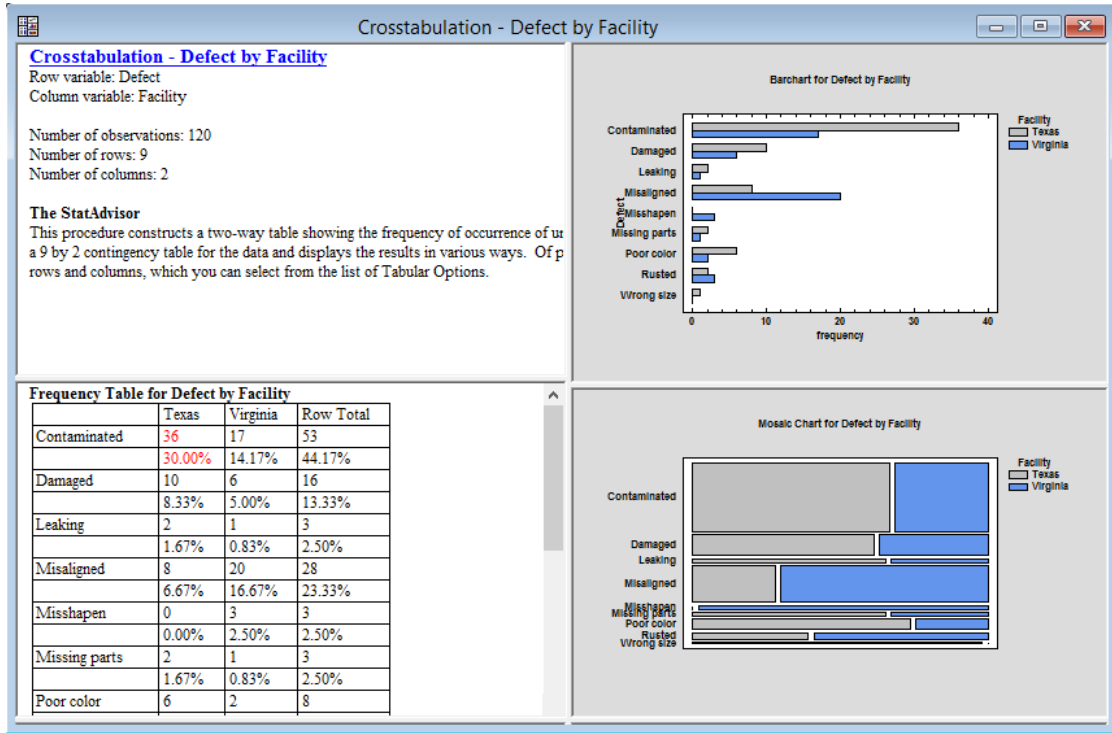 Crosstabulation - Defect by Facility
Crosstabulation - Defect by Facility
Row variable: Defect
Column variable: Facility
Number of observations: 120
Number of rows: 9
Number of columns: 2
The StatAdvisor
This procedure constructs a two-way table showing the frequency of occurrence of
a 9 by 2 contingency table for the data and displays the results in various ways. Of
rows and columns, which you can select from the list of Tabular Options.
Barchart for Defect by Facility
Contaminated
Damaged
Leaking
Misaligned
Misshapen
Missing parts
Poor color
Rusted
Wrong size
Defect
0 10 20 30 40
frequency
Facility
Texas
Virginia
Frequency Table for Defect by Facility
Texas Virginia Row Total
Contaminated 36 17 53
30.00% 14.17% 44.17%
Damaged 10 6 16
8.33% 5.00% 13.33%
Leaking 2 1 3
1.67% 0.83% 2.50%
Misaligned 8 20 28
6.67% 16.67% 23.33%
Misshapen 0 3 3
0.00% 2.50% 2.50%
Missing parts 2 1 3
1.67% 0.83% 2.50%
Poor color 6 2 8
Mosaic Chart for Defect by Facility
Contaminated
Damaged
Leaking
Misaligned
Misshapen
Missing parts
Poor color
Rusted
Wrong size
Facility
Texas
Virginia